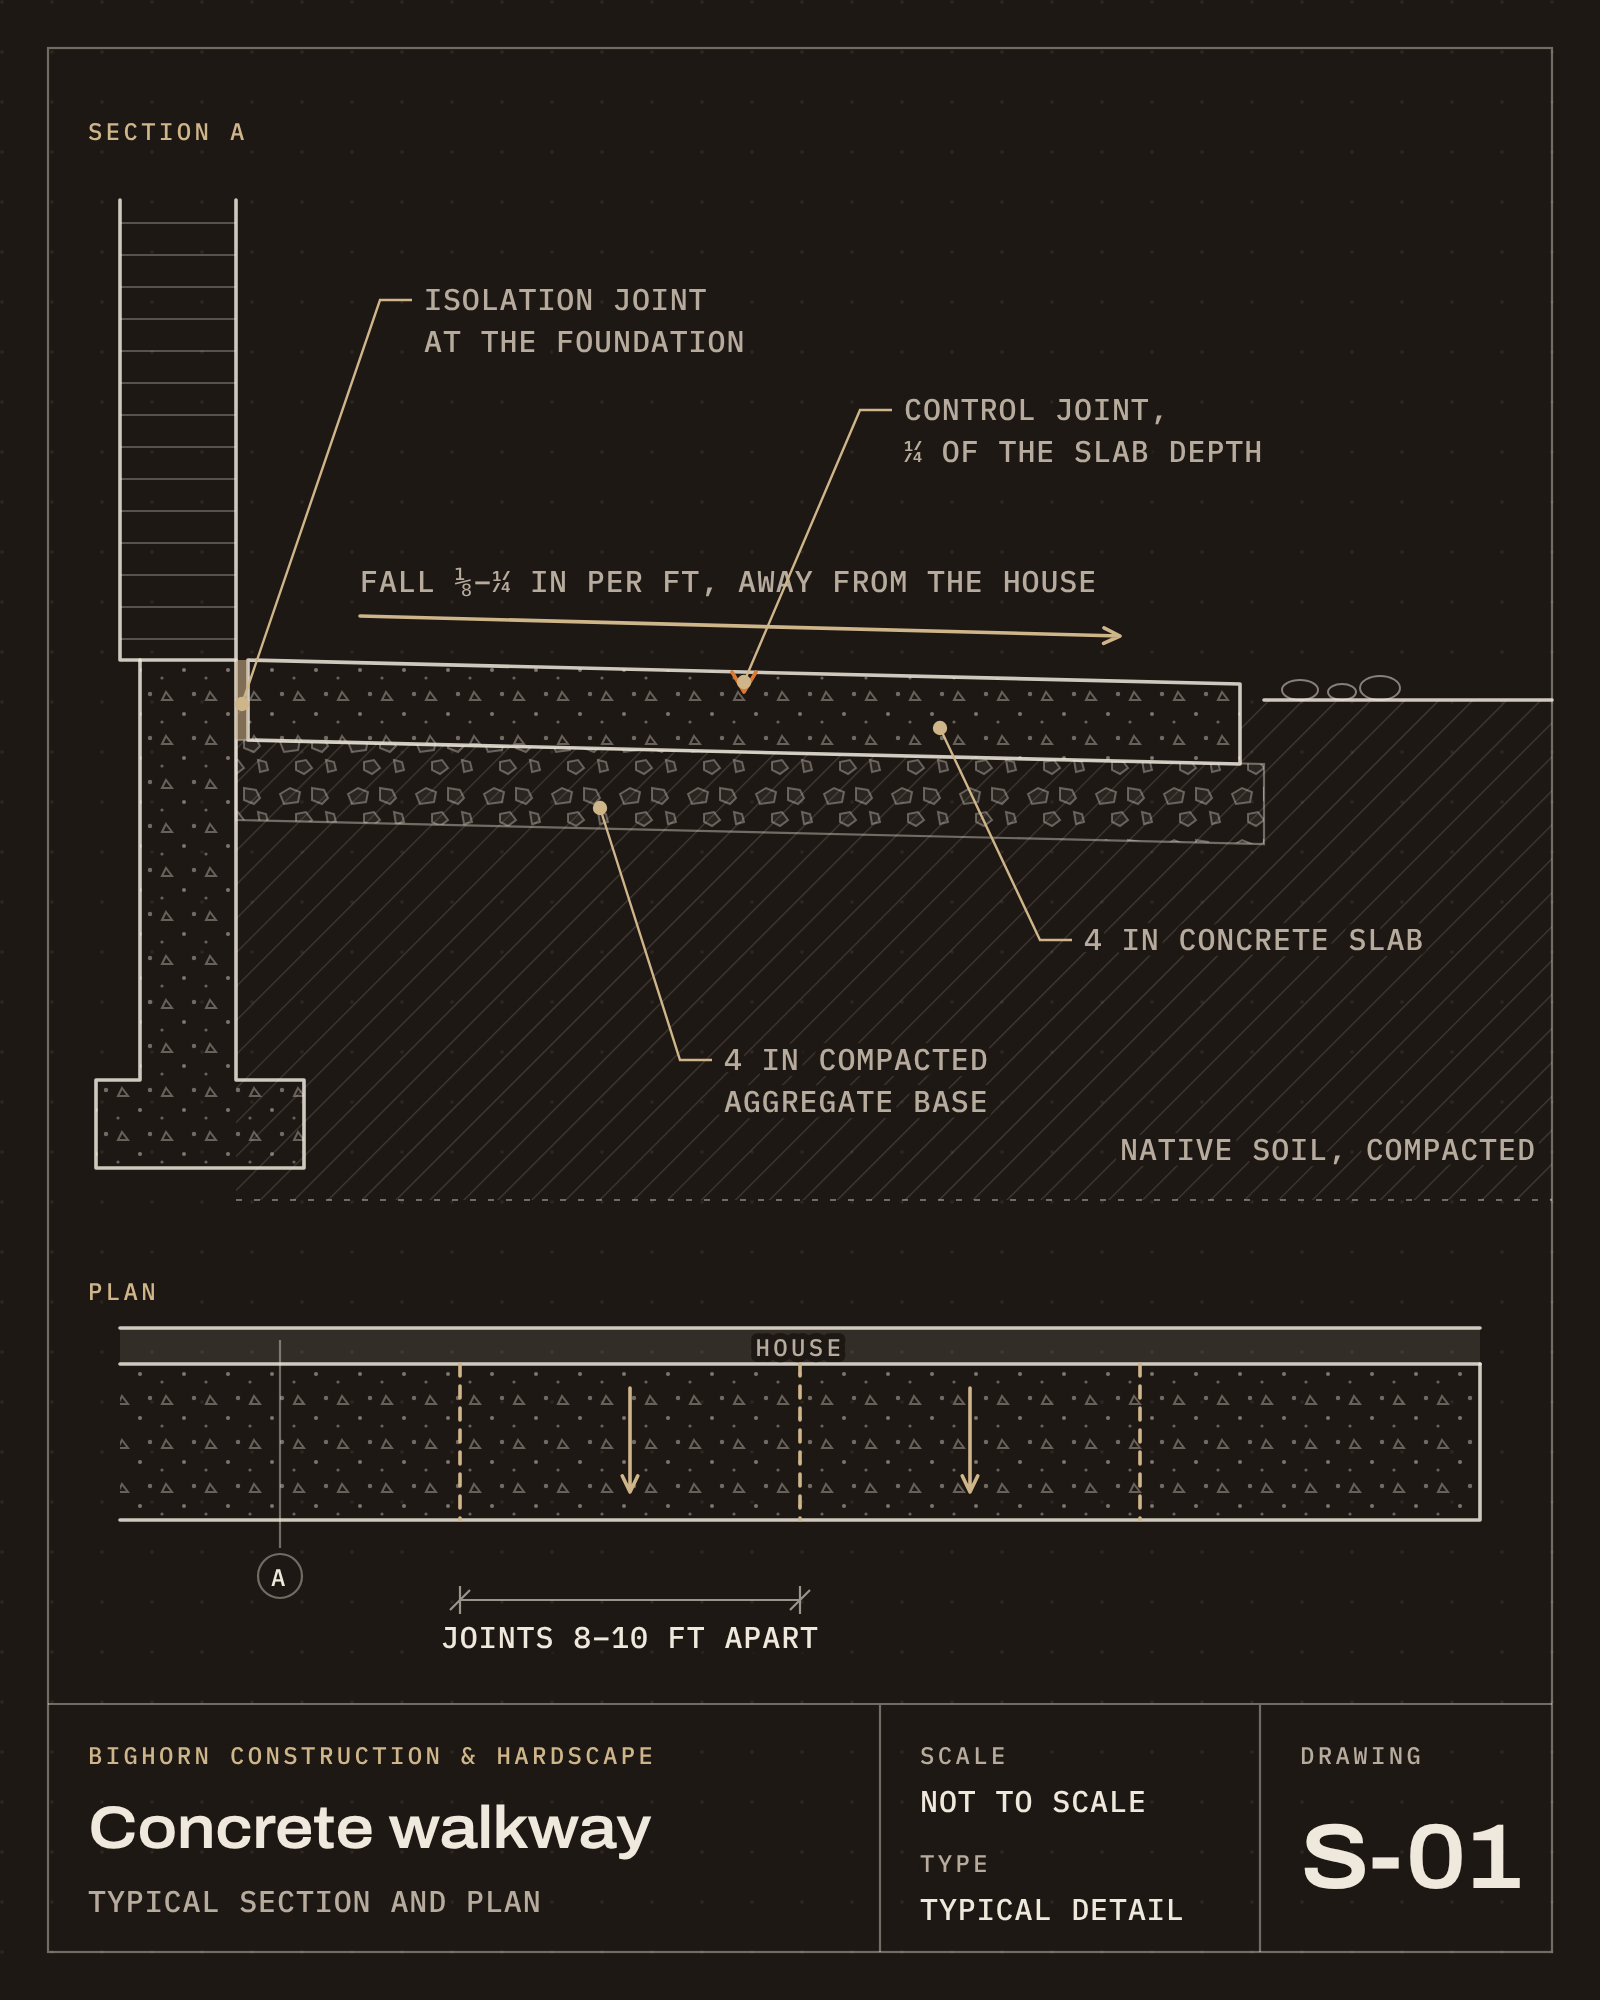 SECTION A
ISOLATION JOINT
AT THE FOUNDATION
CONTROL JOINT,
¼ OF THE SLAB DEPTH
FALL ⅛–¼ IN PER FT, AWAY FROM THE HOUSE
4 IN CONCRETE SLAB
4 IN COMPACTED
AGGREGATE BASE
NATIVE SOIL, COMPACTED
PLAN
HOUSE
A
JOINTS 8–10 FT APART
BIGHORN CONSTRUCTION & HARDSCAPE
Concrete walkway
TYPICAL SECTION AND PLAN
SCALE
NOT TO SCALE
TYPE
TYPICAL DETAIL
DRAWING
S-01